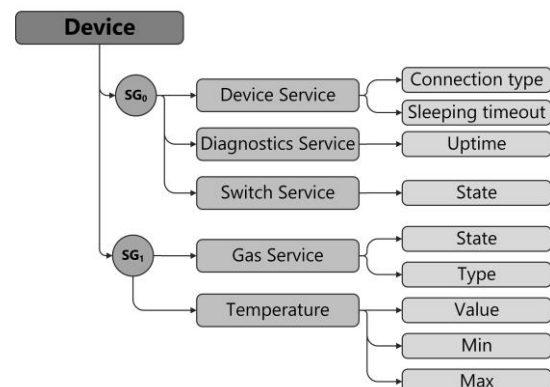 Device
SG₀
Device Service
Connection type
Sleeping timeout
Diagnostics Service
Uptime
Switch Service
State
SG₁
Gas Service
State
Type
Temperature
Value
Min
Max